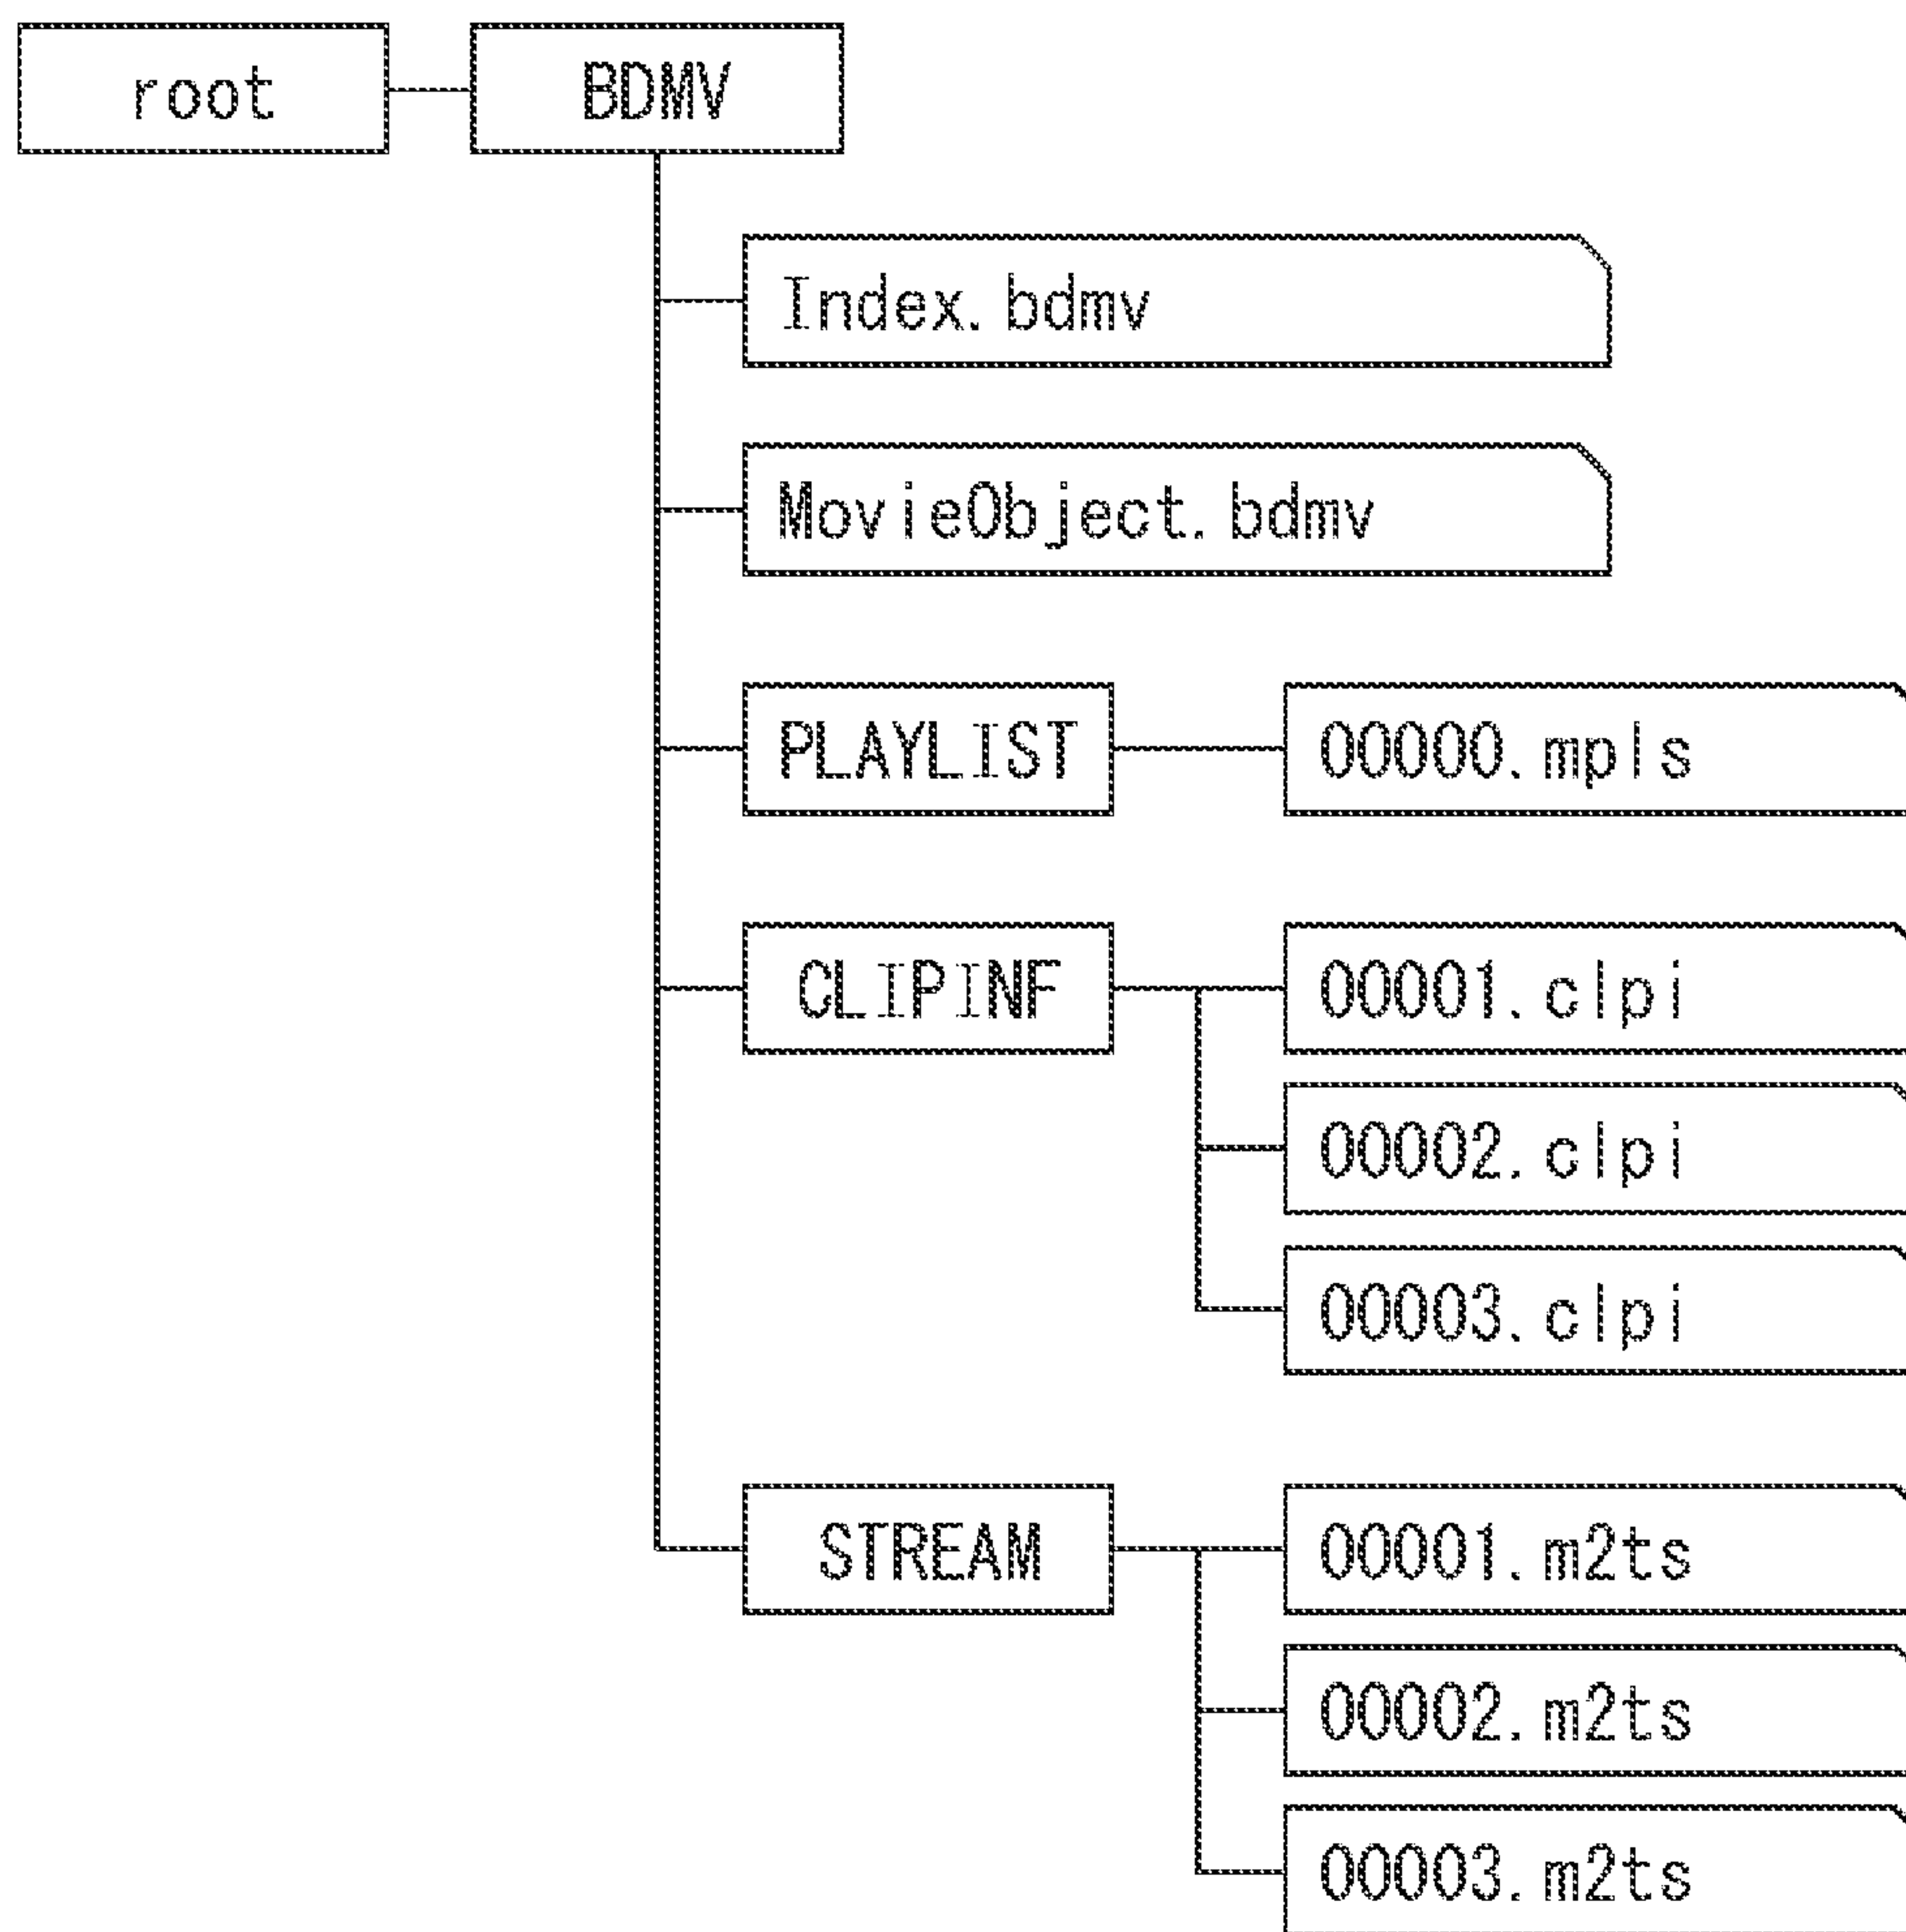 root
BDMV
Index.bdmv
MovieObject.bdmv
PLAYLIST
00000.mpls
CLIPINF
00001.clpi
00002.clpi
00003.clpi
STREAM
00001.m2ts
00002.m2ts
00003.m2ts